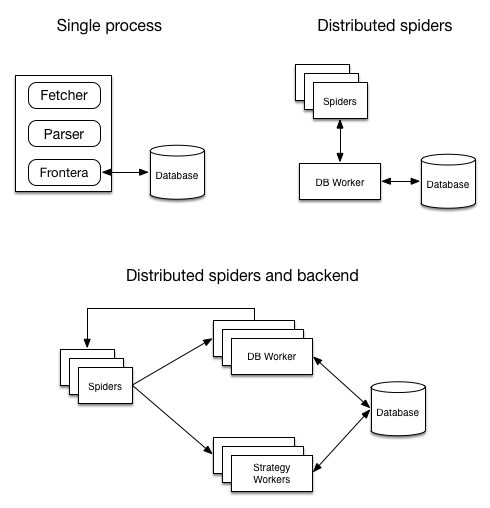 Single process
Fetcher
Parser
Frontera
Database
Distributed spiders
Spiders
DB Worker
Database
Distributed spiders and backend
Spiders
DB Worker
Database
Strategy
Workers